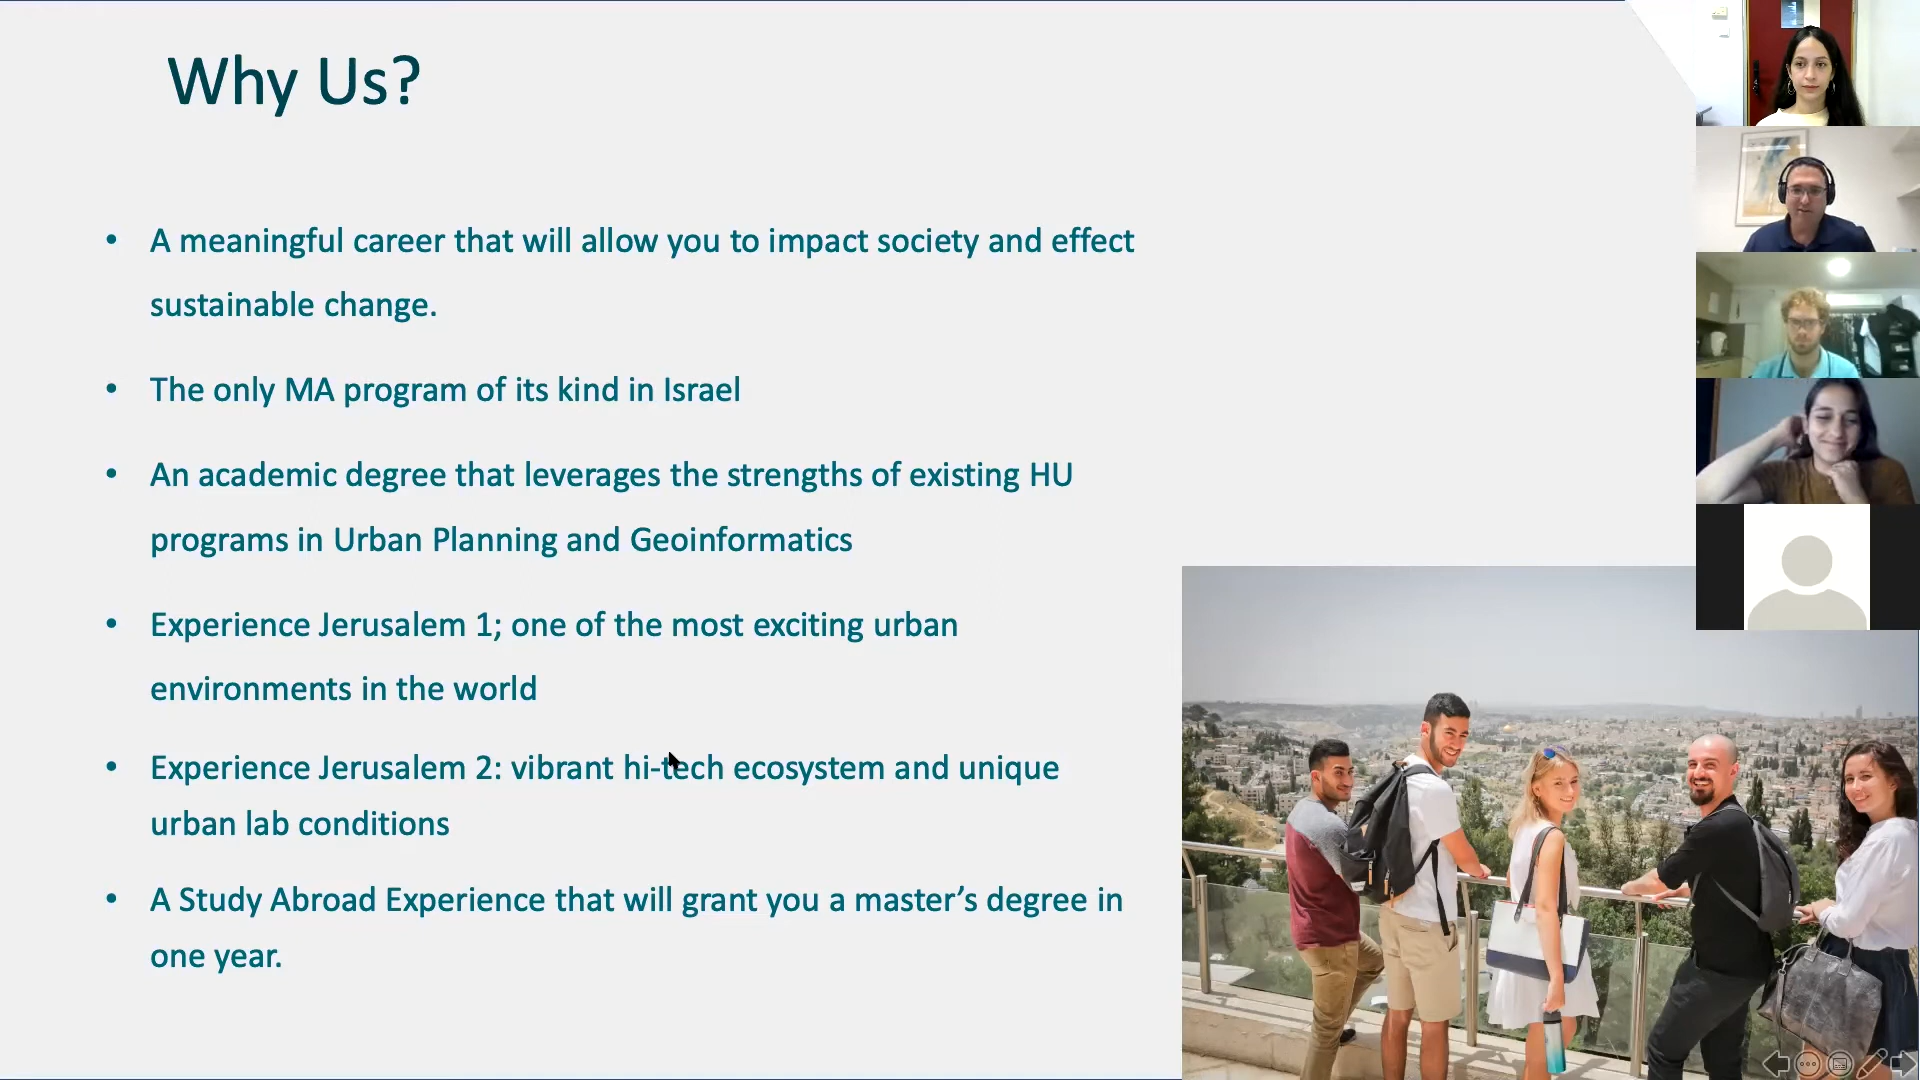 Why Us?
• A meaningful career that will allow you to impact society and effect
sustainable change.
• The only MA program of its kind in Israel
• An academic degree that leverages the strengths of existing HU
programs in Urban Planning and Geoinformatics
• Experience Jerusalem 1; one of the most exciting urban
environments in the world
• Experience Jerusalem 2: vibrant hi-tech ecosystem and unique
urban lab conditions
• A Study Abroad Experience that will grant you a master’s degree in
one year.